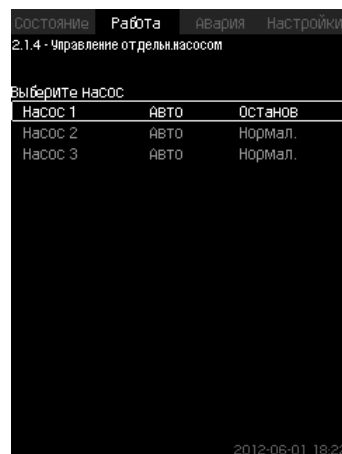 Состояние Работа Авария Настройки
2.1.4 - Управление отдельн.насосом
Выберите насос
Насос 1 Авто Останов
Насос 2 Авто Нормал.
Насос 3 Авто Нормал.
2012-06-01 18:22